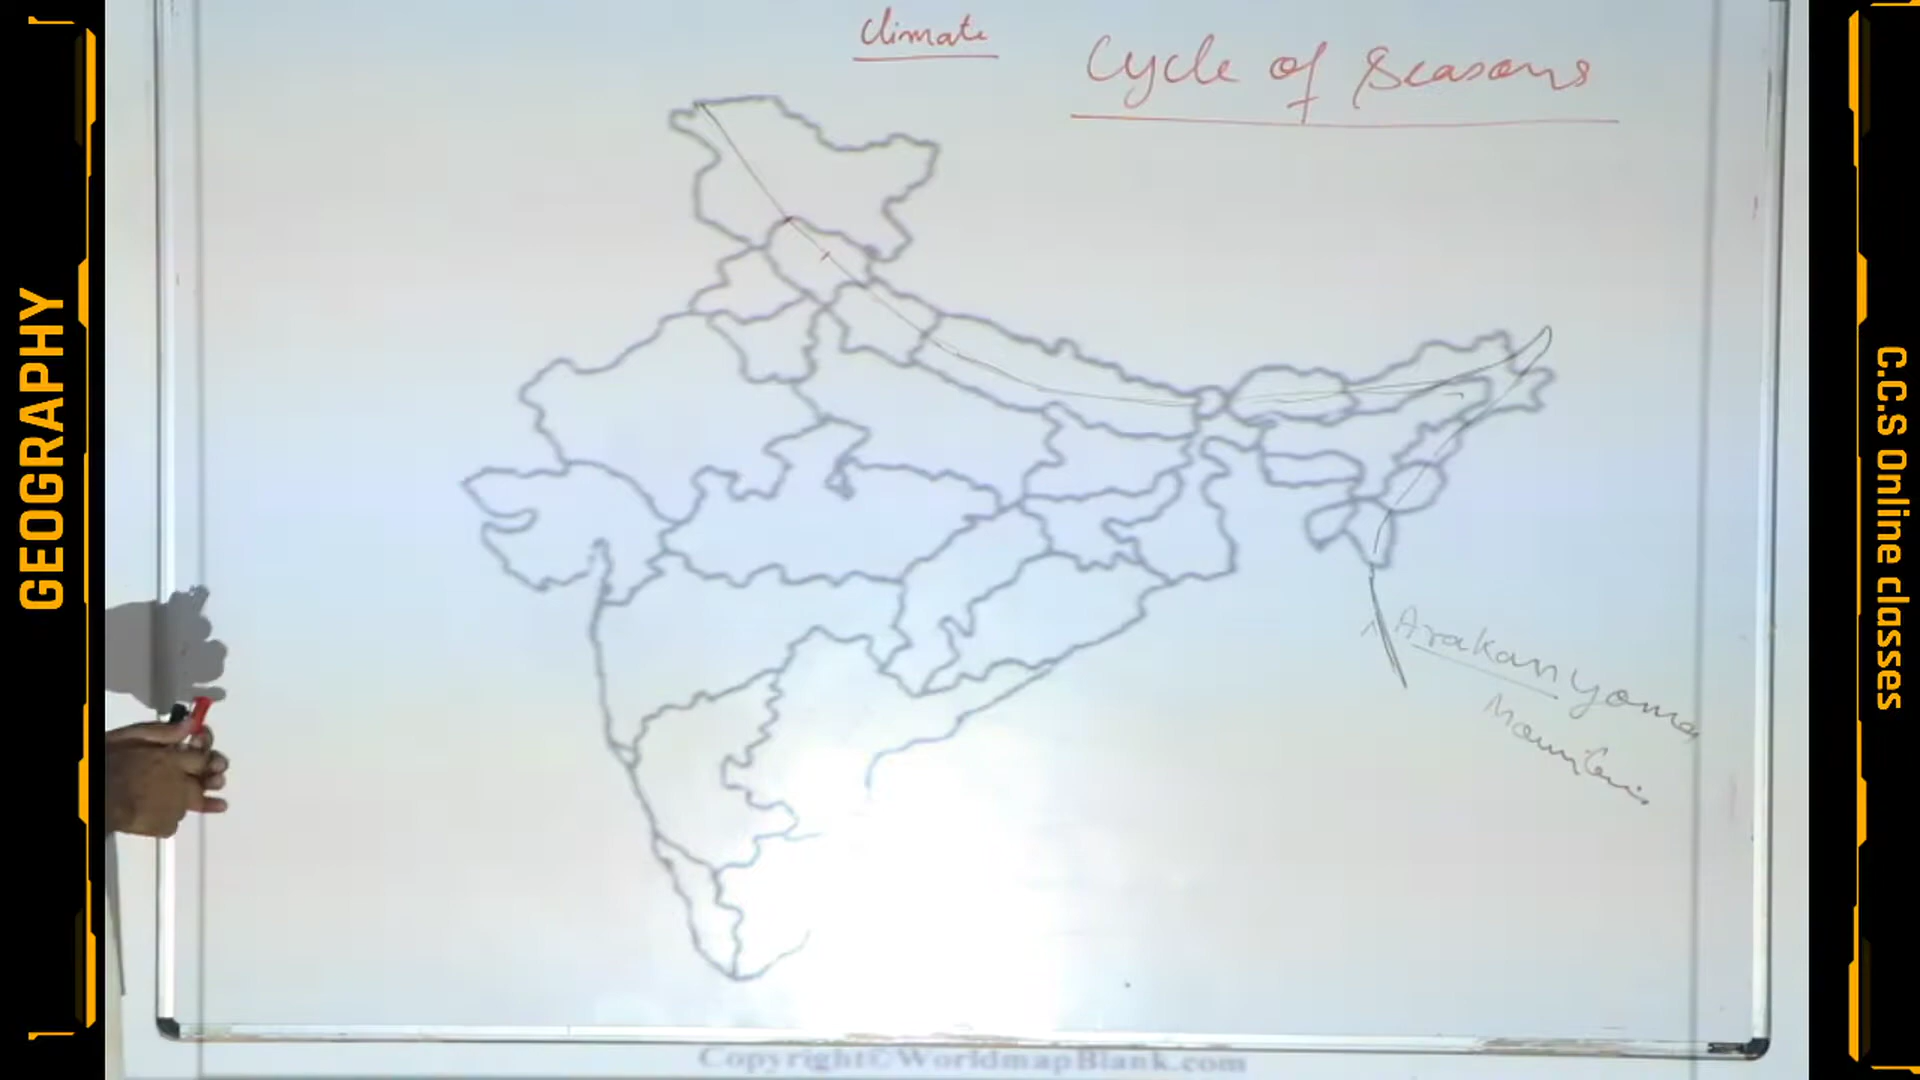 Climate
Cycle of Seasons
GEOGRAPHY
C.C.S Online classes
Arakan yoma
Mountains
Copyright©WorldmapBlank.com